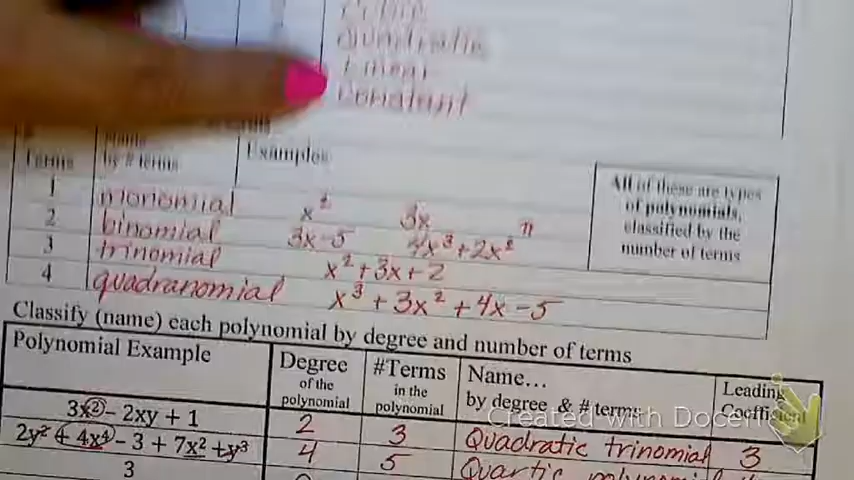 Cubic
Quadratic
Linear
Constant
Terms by # terms Examples
1 monomial x² 3x π
2 binomial 3x-5 4x³+2x²
3 trinomial x²+3x+2
4 quadranomial x³+3x²+4x-5
All of these are types
of polynomials,
classified by the
number of terms
Classify (name) each polynomial by degree and number of terms
Polynomial Example
Degree
of the
polynomial
#Terms
in the
polynomial
Name…
by degree & # terms
Leading
Coefficient
3x² - 2xy + 1 2 3 Quadratic trinomial 3
2y² + 4x⁴ - 3 + 7x² + y³ 4 5 Quartic polynomial
3
Created with